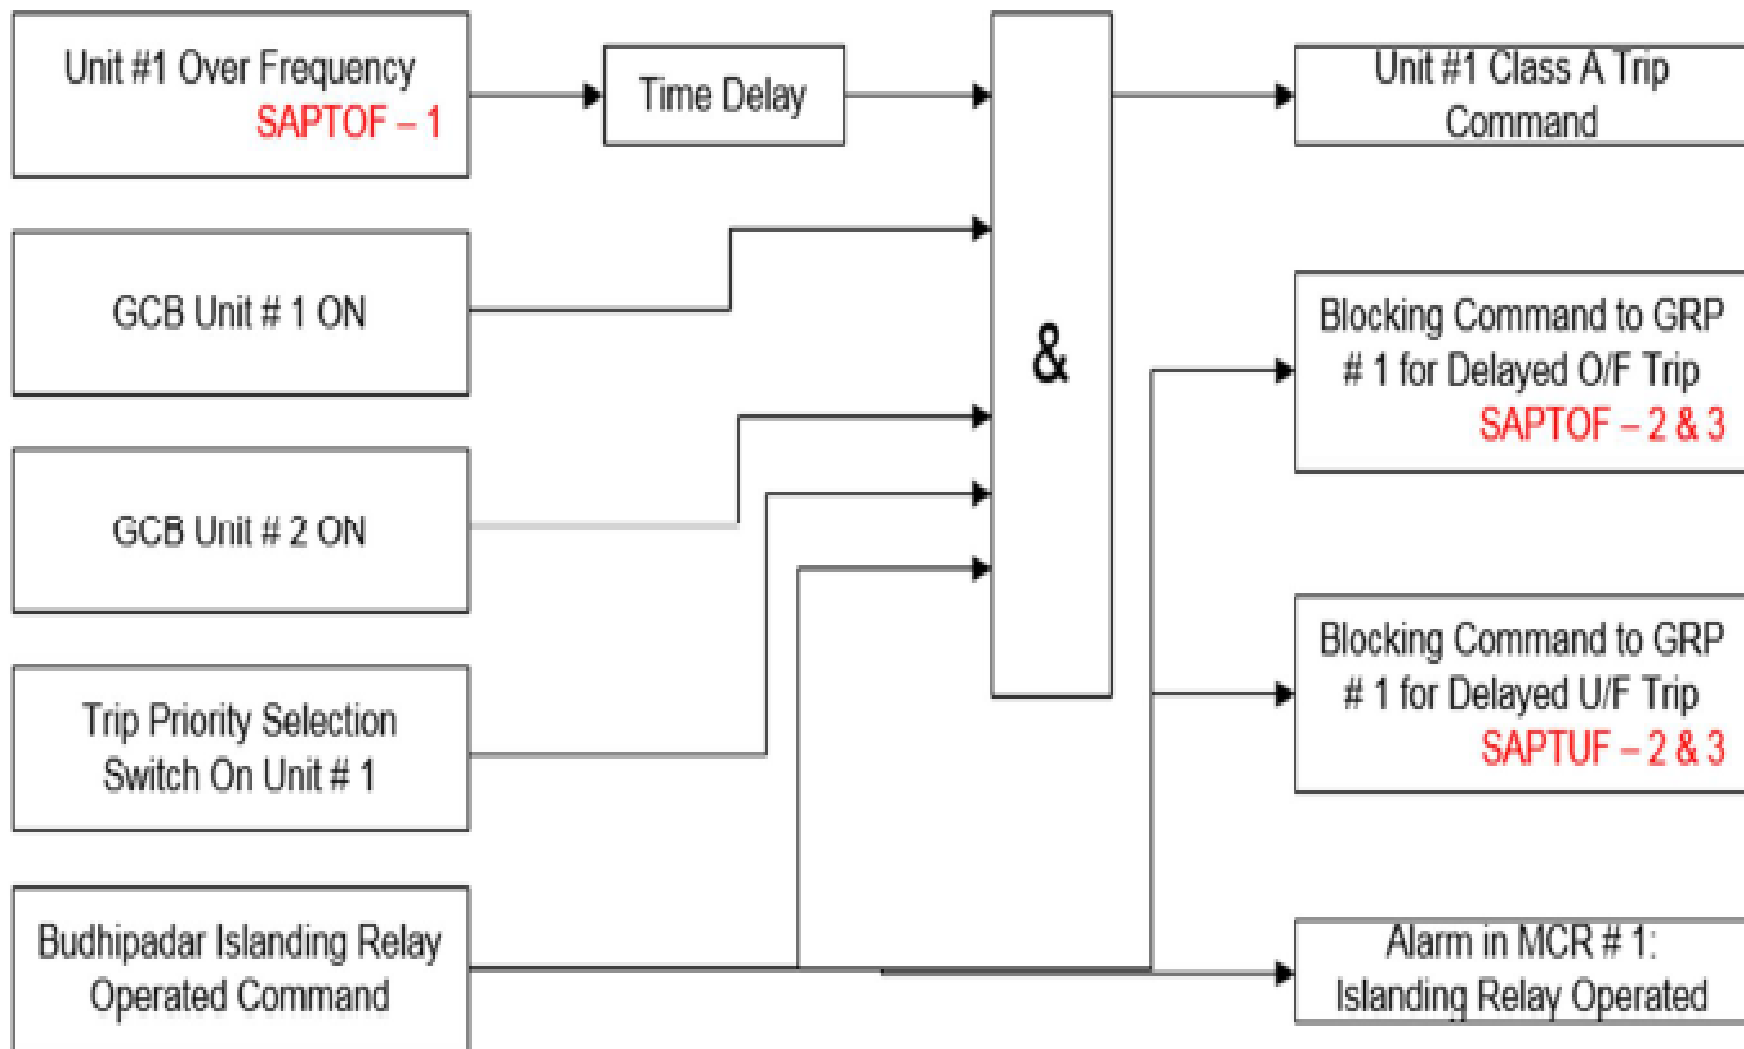 Unit #1 Over Frequency
SAPTOF – 1
Time Delay
Unit #1 Class A Trip
Command
GCB Unit # 1 ON
&
Blocking Command to GRP
# 1 for Delayed O/F Trip
SAPTOF – 2 & 3
GCB Unit # 2 ON
Blocking Command to GRP
# 1 for Delayed U/F Trip
SAPTUF – 2 & 3
Trip Priority Selection
Switch On Unit # 1
Budhipadar Islanding Relay
Operated Command
Alarm in MCR # 1:
Islanding Relay Operated